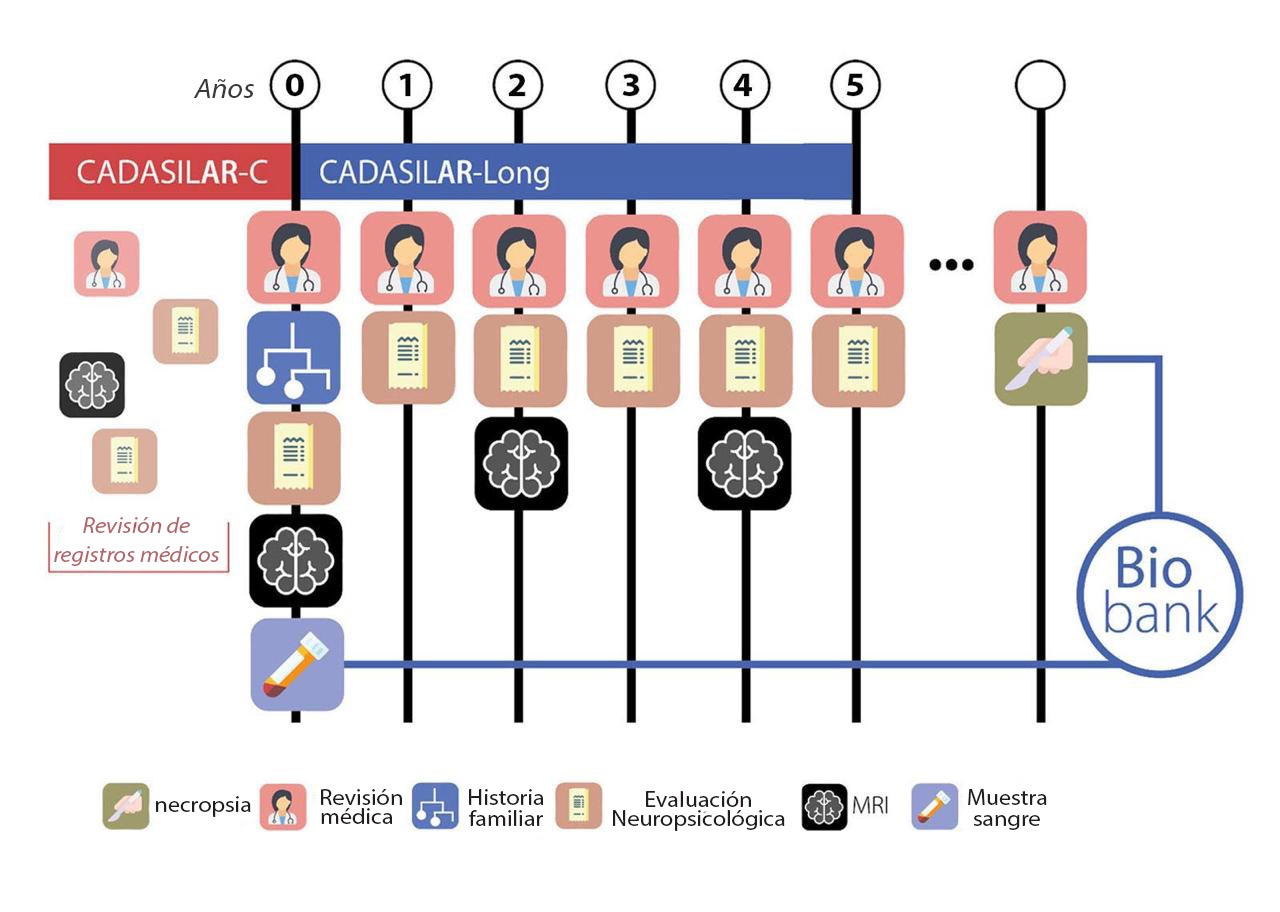 Años 0 1 2 3 4 5
CADASILAR-C CADASILAR-Long
Revisión de
registros médicos
Bio
bank
necropsia
Revisión
médica
Historia
familiar
Evaluación
Neuropsicológica
MRI
Muestra
sangre